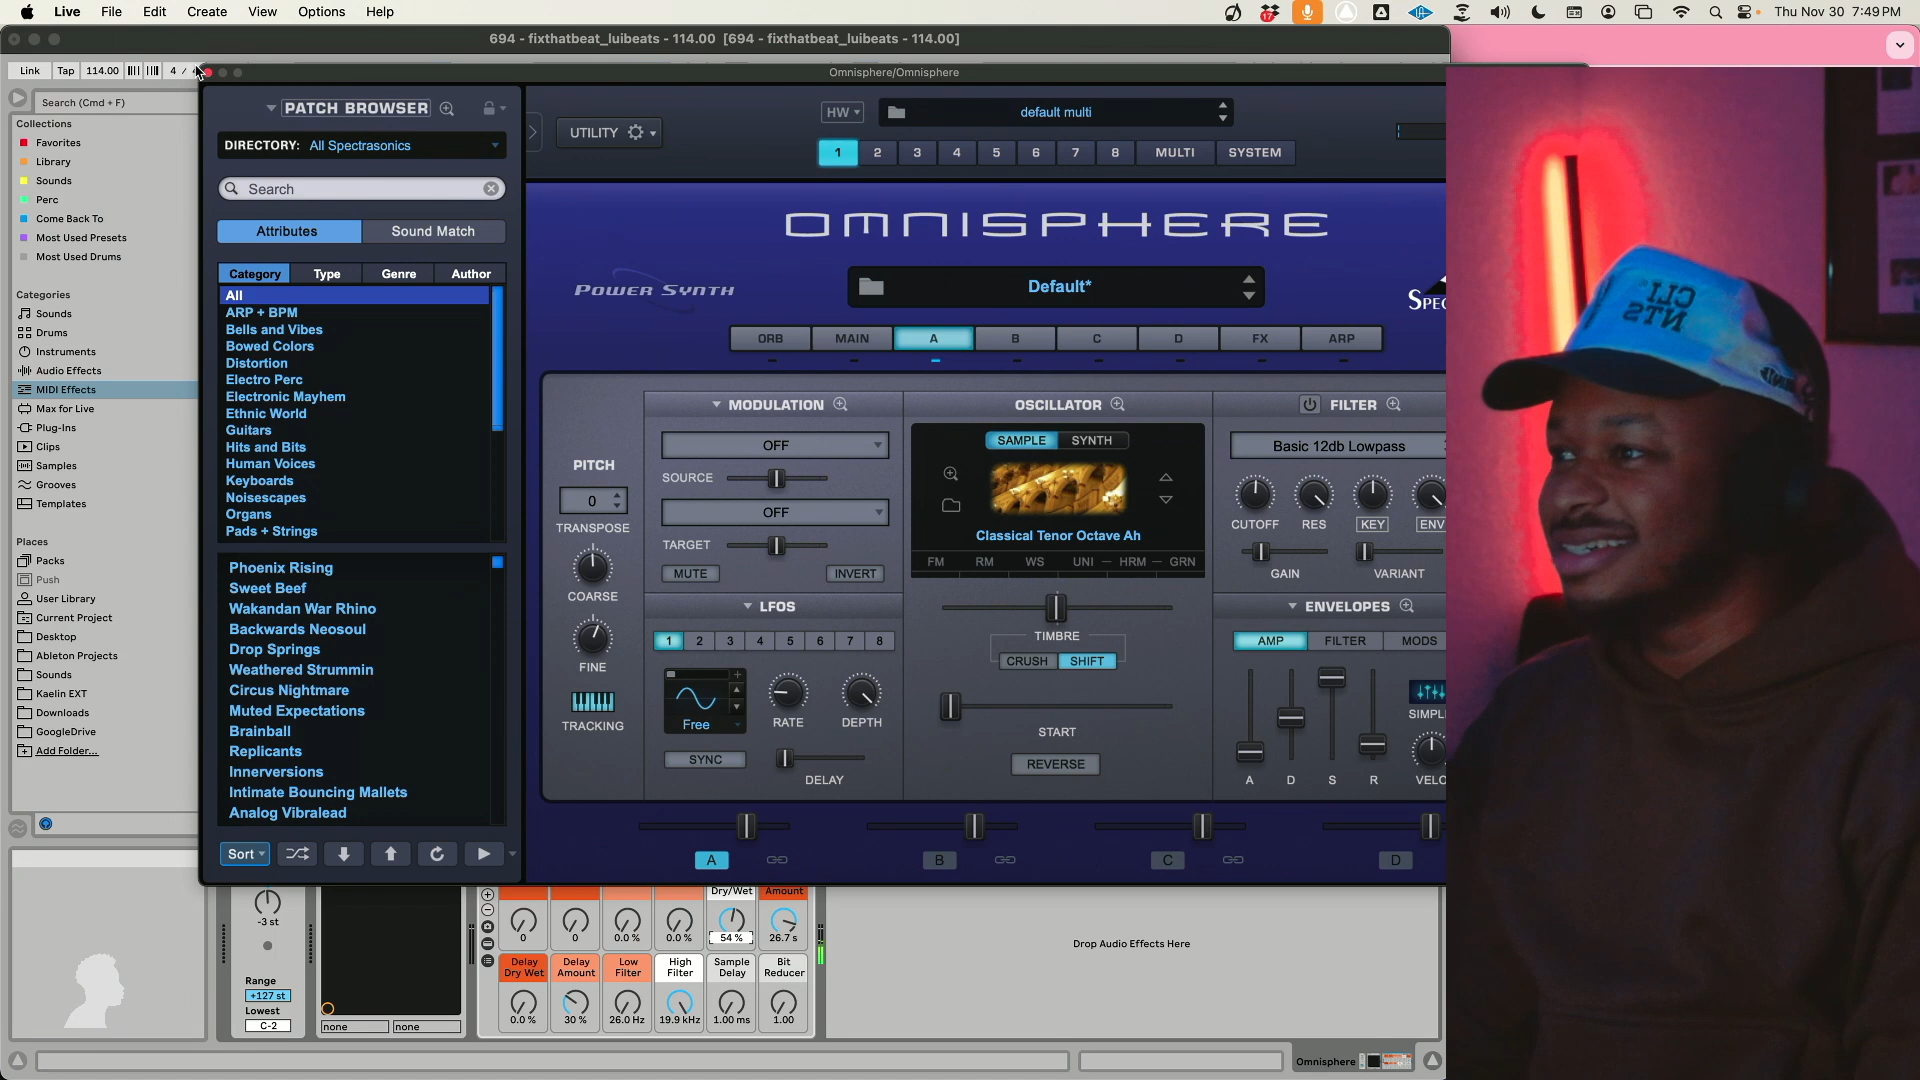 Live File Edit Create View Options Help
17
Thu Nov 30 7:49 PM
694 - fixthatbeat_luibeats - 114.00 [694 - fixthatbeat_luibeats - 114.00]
Link Tap 114.00 4 /
Omnisphere/Omnisphere
Search (Cmd + F)
Collections
Favorites
Library
Sounds
Perc
Come Back To
Most Used Presets
Most Used Drums
Categories
Sounds
Drums
Instruments
Audio Effects
MIDI Effects
Max for Live
Plug-Ins
Clips
Samples
Grooves
Templates
Places
Packs
Push
User Library
Current Project
Desktop
Ableton Projects
Sounds
Kaelin EXT
Downloads
GoogleDrive
Add Folder...
PATCH BROWSER
DIRECTORY: All Spectrasonics
Search
Attributes Sound Match
Category Type Genre Author
All
ARP + BPM
Bells and Vibes
Bowed Colors
Distortion
Electro Perc
Electronic Mayhem
Ethnic World
Guitars
Hits and Bits
Human Voices
Keyboards
Noisescapes
Organs
Pads + Strings
Phoenix Rising
Sweet Beef
Wakandan War Rhino
Backwards Neosoul
Drop Springs
Weathered Strummin
Circus Nightmare
Muted Expectations
Brainball
Replicants
Innerversions
Intimate Bouncing Mallets
Analog Vibralead
Sort
UTILITY
HW default multi
1 2 3 4 5 6 7 8 MULTI SYSTEM
OMNISPHERE
POWER SYNTH
Default*
ORB MAIN A B C D FX ARP
PITCH
0
TRANSPOSE
COARSE
FINE
TRACKING
MODULATION
OFF
SOURCE
OFF
TARGET
MUTE INVERT
LFOS
1 2 3 4 5 6 7 8
Free
RATE DEPTH
SYNC
DELAY
OSCILLATOR
SAMPLE SYNTH
Classical Tenor Octave Ah
FM RM WS UNI HRM GRN
TIMBRE
CRUSH SHIFT
START
REVERSE
FILTER
Basic 12db Lowpass
CUTOFF RES KEY ENV
GAIN VARIANT
ENVELOPES
AMP FILTER MODS
A D S R
A B C D
-3 st
Range
+127 st
Lowest
C-2
none none
Dry/Wet Amount
0 0 0.0 % 0.0 % 54 % 26.7 s
Delay Dry Wet
Delay Amount
Low Filter
High Filter
Sample Delay
Bit Reducer
0.0 % 30 % 26.0 Hz 19.9 kHz 1.00 ms 1.00
Drop Audio Effects Here
Omnisphere